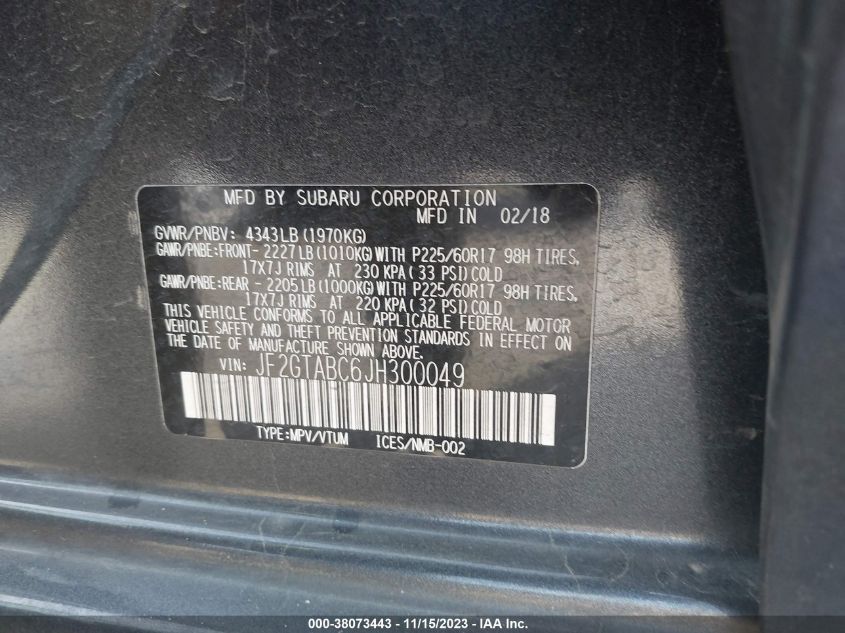 MFD BY SUBARU CORPORATION
MFD IN 02/18
GVWR/PNBV: 4343LB (1970KG)
GAWR/PNBE:FRONT- 2227LB (1010KG) WITH P225/60R17 98H TIRES,
17X7J RIMS AT 230 KPA (33 PSI) COLD
GAWR/PNBE:REAR - 2205LB (1000KG) WITH P225/60R17 98H TIRES,
17X7J RIMS AT 220 KPA (32 PSI) COLD
THIS VEHICLE CONFORMS TO ALL APPLICABLE FEDERAL MOTOR
VEHICLE SAFETY AND THEFT PREVENTION STANDARDS IN EFFECT ON
THE DATE OF MANUFACTURE SHOWN ABOVE.
VIN: JF2GTABC6JH300049
TYPE:MPV/VTUM ICES/NMB-002
000-38073443 - 11/15/2023 - © IAA Inc.